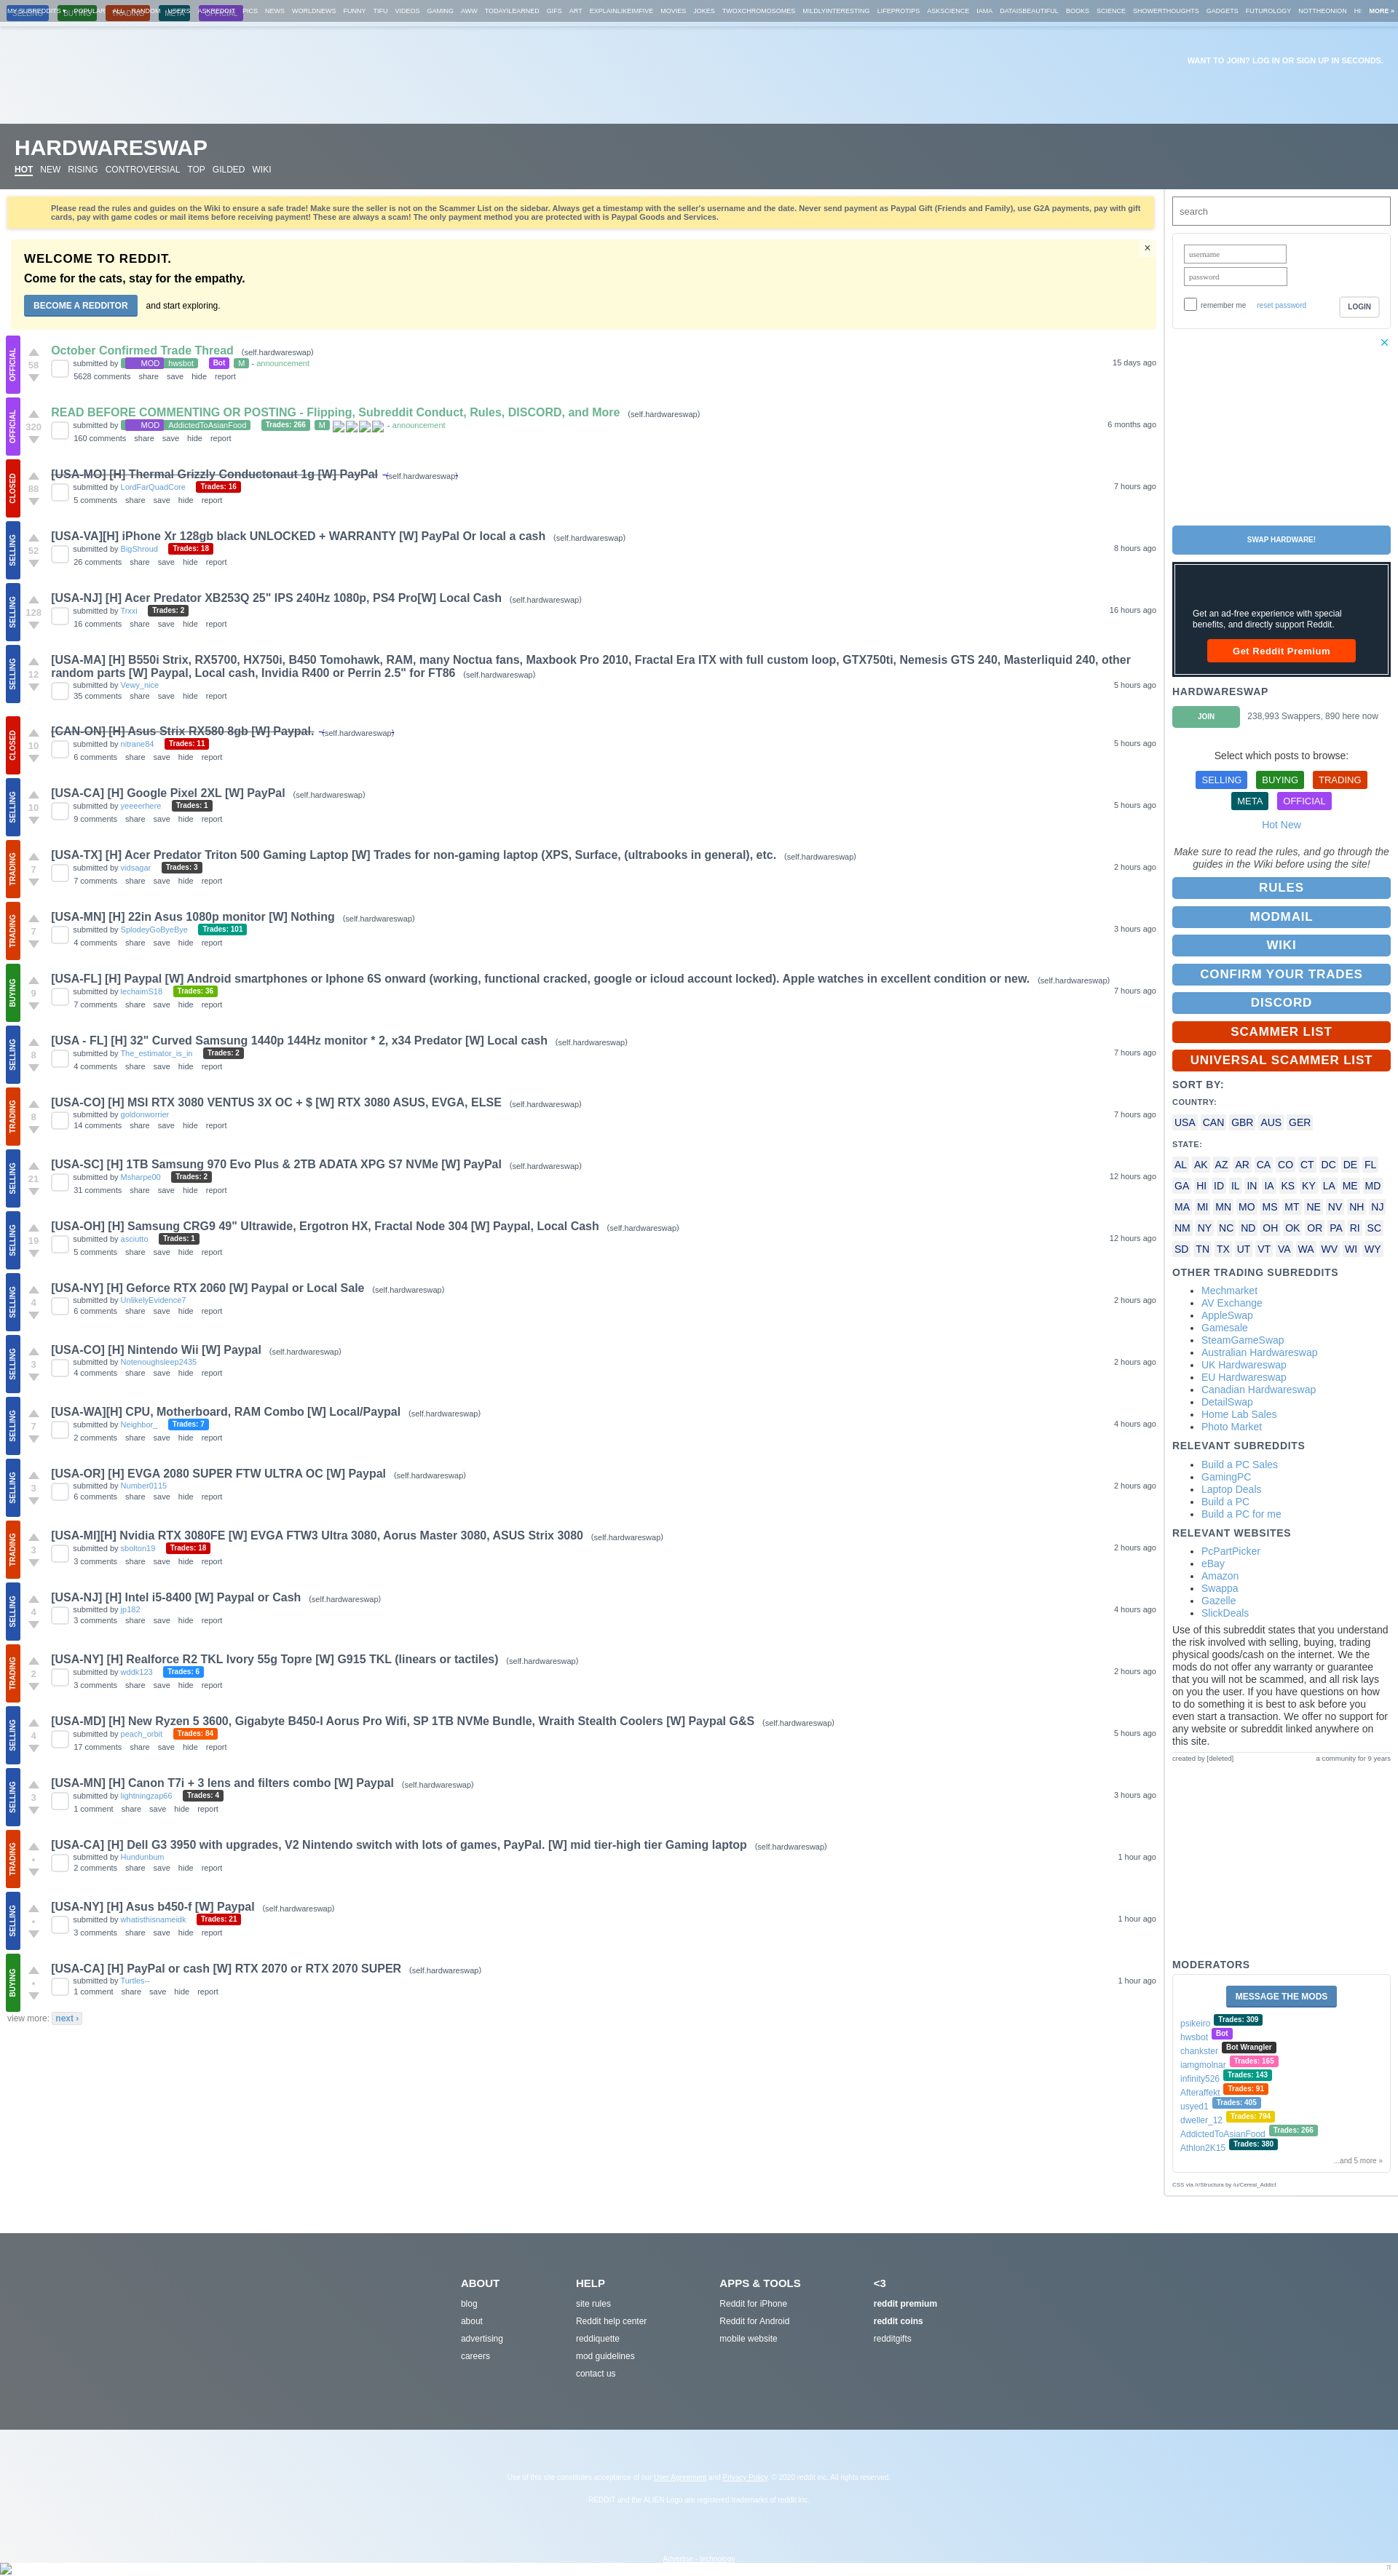 MY SUBREDDITS POPULAR ALL RANDOM USERS ASKREDDIT PICS NEWS WORLDNEWS FUNNY TIFU VIDEOS GAMING AWW TODAYILEARNED GIFS ART EXPLAINLIKEIMFIVE MOVIES JOKES TWOXCHROMOSOMES MILDLYINTERESTING LIFEPROTIPS ASKSCIENCE IAMA DATAISBEAUTIFUL BOOKS SCIENCE SHOWERTHOUGHTS GADGETS FUTUROLOGY NOTTHEONION MORE »
SELLING BUYING TRADING META OFFICIAL
WANT TO JOIN? LOG IN OR SIGN UP IN SECONDS.
HARDWARESWAP
HOT NEW RISING CONTROVERSIAL TOP GILDED WIKI
Please read the rules and guides on the Wiki to ensure a safe trade! Make sure the seller is not on the Scammer List on the sidebar. Always get a timestamp with the seller's username and the date. Never send payment as Paypal Gift (Friends and Family), use G2A payments, pay with gift
cards, pay with game codes or mail items before receiving payment! These are always a scam! The only payment method you are protected with is Paypal Goods and Services.
WELCOME TO REDDIT.
×
Come for the cats, stay for the empathy.
BECOME A REDDITOR and start exploring.
OFFICIAL
58
October Confirmed Trade Thread (self.hardwareswap)
submitted by MOD hwsbot Bot M - announcement
15 days ago
5628 comments share save hide report
OFFICIAL
320
READ BEFORE COMMENTING OR POSTING - Flipping, Subreddit Conduct, Rules, DISCORD, and More (self.hardwareswap)
submitted by MOD AddictedToAsianFood Trades: 266 M - announcement
6 months ago
160 comments share save hide report
CLOSED
88
[USA-MO] [H] Thermal Grizzly Conductonaut 1g [W] PayPal (self.hardwareswap)
submitted by LordFarQuadCore Trades: 16
7 hours ago
5 comments share save hide report
SELLING
52
[USA-VA][H] iPhone Xr 128gb black UNLOCKED + WARRANTY [W] PayPal Or local a cash (self.hardwareswap)
submitted by BigShroud Trades: 18
8 hours ago
26 comments share save hide report
SELLING
128
[USA-NJ] [H] Acer Predator XB253Q 25" IPS 240Hz 1080p, PS4 Pro[W] Local Cash (self.hardwareswap)
submitted by Trxxi Trades: 2
16 hours ago
16 comments share save hide report
SELLING
12
[USA-MA] [H] B550i Strix, RX5700, HX750i, B450 Tomohawk, RAM, many Noctua fans, Maxbook Pro 2010, Fractal Era ITX with full custom loop, GTX750ti, Nemesis GTS 240, Masterliquid 240, other
random parts [W] Paypal, Local cash, Invidia R400 or Perrin 2.5" for FT86 (self.hardwareswap)
submitted by Vewy_nice
5 hours ago
35 comments share save hide report
CLOSED
10
[CAN-ON] [H] Asus Strix RX580 8gb [W] Paypal. (self.hardwareswap)
submitted by nitrane84 Trades: 11
5 hours ago
6 comments share save hide report
SELLING
10
[USA-CA] [H] Google Pixel 2XL [W] PayPal (self.hardwareswap)
submitted by yeeeerhere Trades: 1
5 hours ago
9 comments share save hide report
TRADING
7
[USA-TX] [H] Acer Predator Triton 500 Gaming Laptop [W] Trades for non-gaming laptop (XPS, Surface, (ultrabooks in general), etc. (self.hardwareswap)
submitted by vidsagar Trades: 3
2 hours ago
7 comments share save hide report
TRADING
7
[USA-MN] [H] 22in Asus 1080p monitor [W] Nothing (self.hardwareswap)
submitted by SplodeyGoByeBye Trades: 101
3 hours ago
4 comments share save hide report
BUYING
9
[USA-FL] [H] Paypal [W] Android smartphones or Iphone 6S onward (working, functional cracked, google or icloud account locked). Apple watches in excellent condition or new. (self.hardwareswap)
submitted by lechaimS18 Trades: 36
7 hours ago
7 comments share save hide report
SELLING
8
[USA - FL] [H] 32" Curved Samsung 1440p 144Hz monitor * 2, x34 Predator [W] Local cash (self.hardwareswap)
submitted by The_estimator_is_in Trades: 2
7 hours ago
4 comments share save hide report
TRADING
8
[USA-CO] [H] MSI RTX 3080 VENTUS 3X OC + $ [W] RTX 3080 ASUS, EVGA, ELSE (self.hardwareswap)
submitted by goldonworrier
7 hours ago
14 comments share save hide report
SELLING
21
[USA-SC] [H] 1TB Samsung 970 Evo Plus & 2TB ADATA XPG S7 NVMe [W] PayPal (self.hardwareswap)
submitted by Msharpe00 Trades: 2
12 hours ago
31 comments share save hide report
SELLING
19
[USA-OH] [H] Samsung CRG9 49" Ultrawide, Ergotron HX, Fractal Node 304 [W] Paypal, Local Cash (self.hardwareswap)
submitted by asciutto Trades: 1
12 hours ago
5 comments share save hide report
SELLING
4
[USA-NY] [H] Geforce RTX 2060 [W] Paypal or Local Sale (self.hardwareswap)
submitted by UnlikelyEvidence7
2 hours ago
6 comments share save hide report
SELLING
3
[USA-CO] [H] Nintendo Wii [W] Paypal (self.hardwareswap)
submitted by Notenoughsleep2435
2 hours ago
4 comments share save hide report
SELLING
7
[USA-WA][H] CPU, Motherboard, RAM Combo [W] Local/Paypal (self.hardwareswap)
submitted by Neighbor_ Trades: 7
4 hours ago
2 comments share save hide report
SELLING
3
[USA-OR] [H] EVGA 2080 SUPER FTW ULTRA OC [W] Paypal (self.hardwareswap)
submitted by Number0115
2 hours ago
6 comments share save hide report
TRADING
3
[USA-MI][H] Nvidia RTX 3080FE [W] EVGA FTW3 Ultra 3080, Aorus Master 3080, ASUS Strix 3080 (self.hardwareswap)
submitted by sbolton19 Trades: 18
2 hours ago
3 comments share save hide report
SELLING
4
[USA-NJ] [H] Intel i5-8400 [W] Paypal or Cash (self.hardwareswap)
submitted by jp182
4 hours ago
3 comments share save hide report
TRADING
2
[USA-NY] [H] Realforce R2 TKL Ivory 55g Topre [W] G915 TKL (linears or tactiles) (self.hardwareswap)
submitted by wddk123 Trades: 6
2 hours ago
3 comments share save hide report
SELLING
4
[USA-MD] [H] New Ryzen 5 3600, Gigabyte B450-I Aorus Pro Wifi, SP 1TB NVMe Bundle, Wraith Stealth Coolers [W] Paypal G&S (self.hardwareswap)
submitted by peach_orbit Trades: 84
5 hours ago
17 comments share save hide report
SELLING
3
[USA-MN] [H] Canon T7i + 3 lens and filters combo [W] Paypal (self.hardwareswap)
submitted by lightningzap66 Trades: 4
3 hours ago
1 comment share save hide report
TRADING
•
[USA-CA] [H] Dell G3 3950 with upgrades, V2 Nintendo switch with lots of games, PayPal. [W] mid tier-high tier Gaming laptop (self.hardwareswap)
submitted by Hundunbum
1 hour ago
2 comments share save hide report
SELLING
•
[USA-NY] [H] Asus b450-f [W] Paypal (self.hardwareswap)
submitted by whatisthisnameidk Trades: 21
1 hour ago
3 comments share save hide report
BUYING
•
[USA-CA] [H] PayPal or cash [W] RTX 2070 or RTX 2070 SUPER (self.hardwareswap)
submitted by Turtles--
1 hour ago
1 comment share save hide report
view more: next ›
search
username
password
remember me reset password LOGIN
SWAP HARDWARE!
Get an ad-free experience with special
benefits, and directly support Reddit.
Get Reddit Premium
HARDWARESWAP
JOIN 238,993 Swappers, 890 here now
Select which posts to browse:
SELLING BUYING TRADING
META OFFICIAL
Hot New
Make sure to read the rules, and go through the
guides in the Wiki before using the site!
RULES
MODMAIL
WIKI
CONFIRM YOUR TRADES
DISCORD
SCAMMER LIST
UNIVERSAL SCAMMER LIST
SORT BY:
COUNTRY:
USA CAN GBR AUS GER
STATE:
AL AK AZ AR CA CO CT DC DE FL
GA HI ID IL IN IA KS KY LA ME MD
MA MI MN MO MS MT NE NV NH NJ
NM NY NC ND OH OK OR PA RI SC
SD TN TX UT VT VA WA WV WI WY
OTHER TRADING SUBREDDITS
• Mechmarket
• AV Exchange
• AppleSwap
• Gamesale
• SteamGameSwap
• Australian Hardwareswap
• UK Hardwareswap
• EU Hardwareswap
• Canadian Hardwareswap
• DetailSwap
• Home Lab Sales
• Photo Market
RELEVANT SUBREDDITS
• Build a PC Sales
• GamingPC
• Laptop Deals
• Build a PC
• Build a PC for me
RELEVANT WEBSITES
• PcPartPicker
• eBay
• Amazon
• Swappa
• Gazelle
• SlickDeals
Use of this subreddit states that you understand
the risk involved with selling, buying, trading
physical goods/cash on the internet. We the
mods do not offer any warranty or guarantee
that you will not be scammed, and all risk lays
on you the user. If you have questions on how
to do something it is best to ask before you
even start a transaction. We offer no support for
any website or subreddit linked anywhere on
this site.
created by [deleted] a community for 9 years
MODERATORS
MESSAGE THE MODS
psikeiro Trades: 309
hwsbot Bot
chankster Bot Wrangler
iamgmolnar Trades: 165
infinity526 Trades: 143
Afteraffekt Trades: 91
usyed1 Trades: 405
dweller_12 Trades: 794
AddictedToAsianFood Trades: 266
Athlon2K15 Trades: 380
...and 5 more »
CSS via /r/Structura by /u/Cereal_Addict
ABOUT
blog
about
advertising
careers
HELP
site rules
Reddit help center
reddiquette
mod guidelines
contact us
APPS & TOOLS
Reddit for iPhone
Reddit for Android
mobile website
<3
reddit premium
reddit coins
redditgifts
Use of this site constitutes acceptance of our User Agreement and Privacy Policy. © 2020 reddit inc. All rights reserved.
REDDIT and the ALIEN Logo are registered trademarks of reddit inc.
Advertise - technology
π